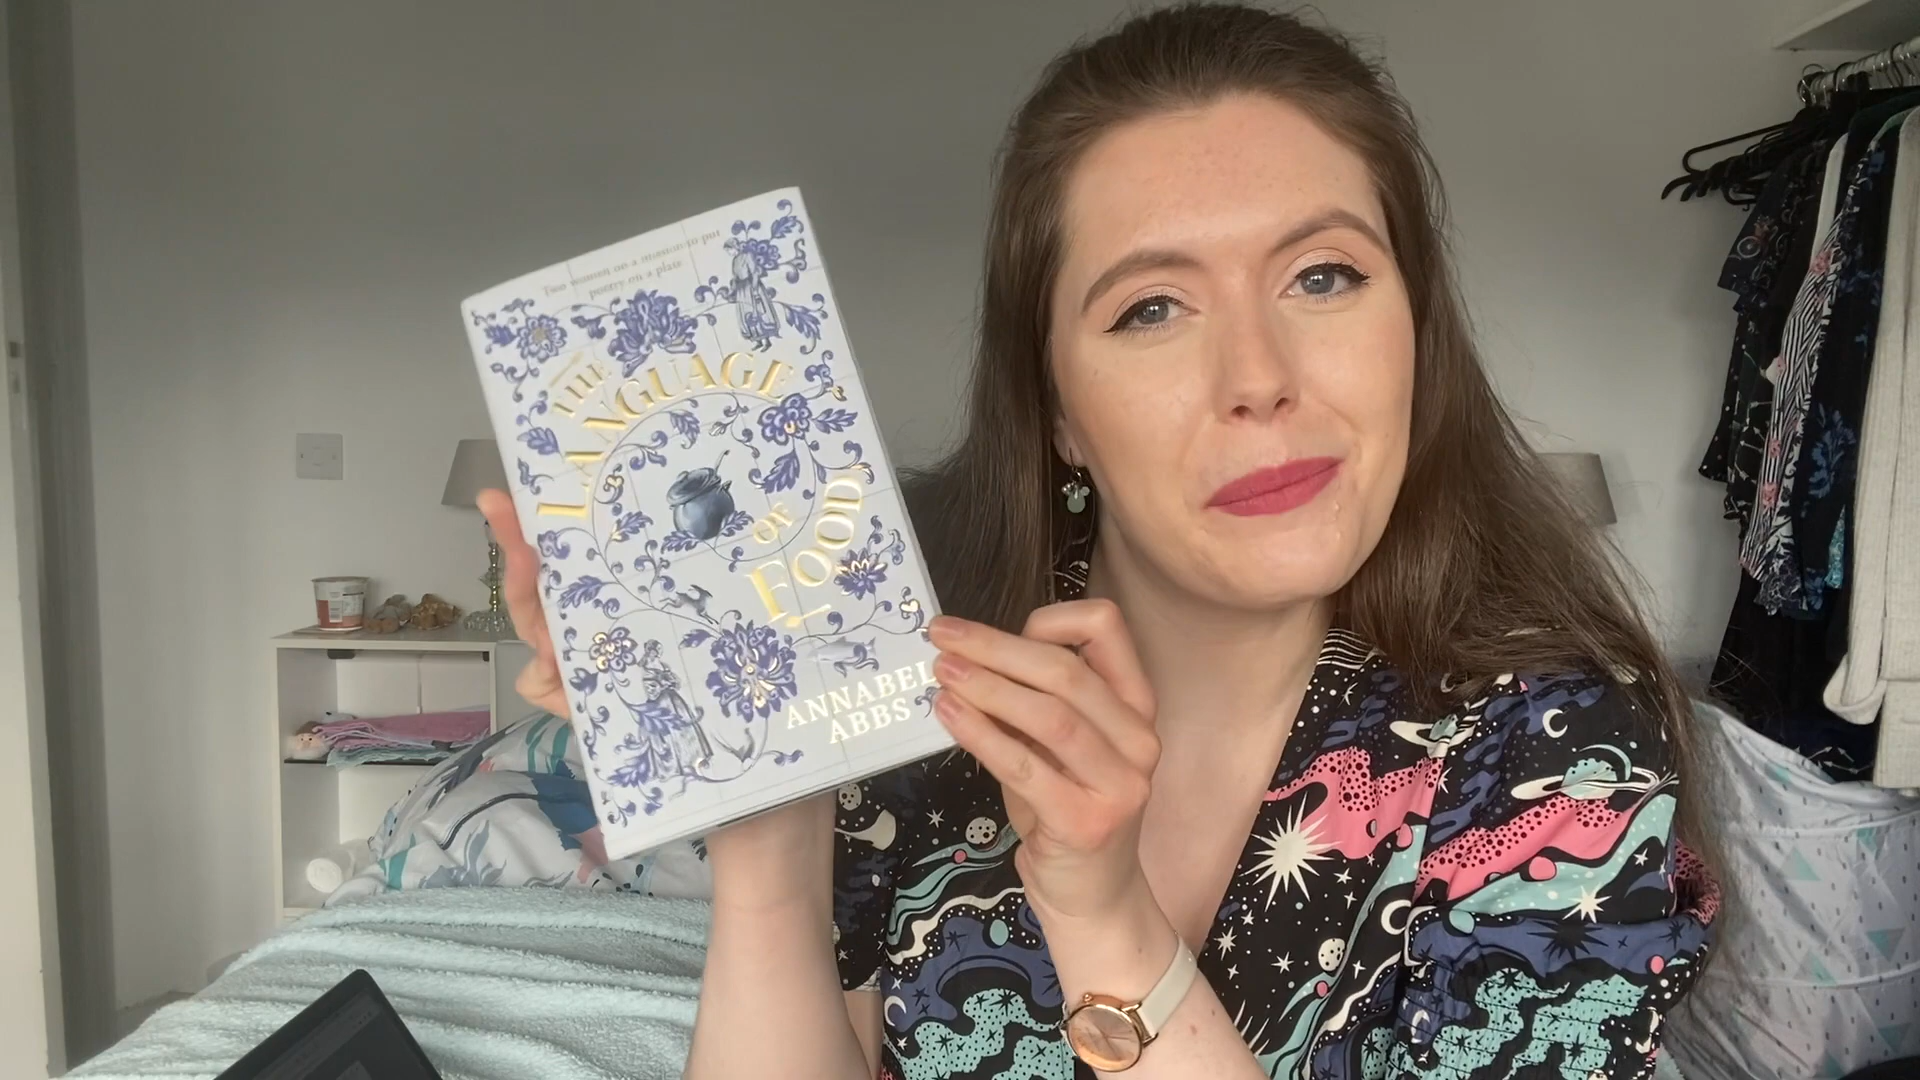 Two women on a mission to put
poetry on a plate
THE
LANGUAGE
OF
FOOD
ANNABEL
ABBS